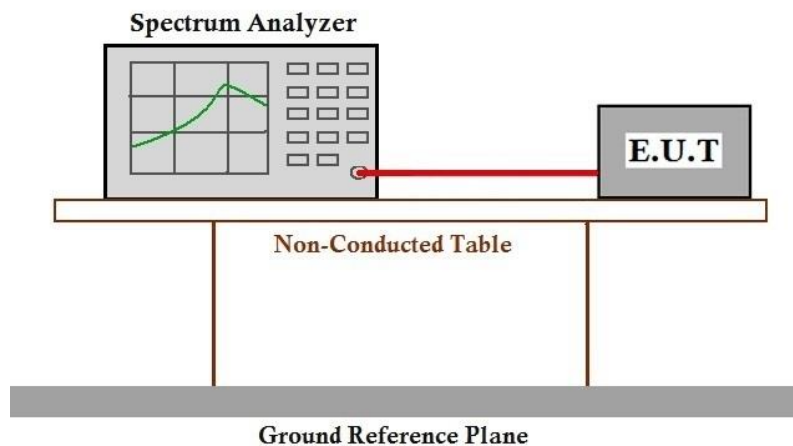 Spectrum Analyzer
E.U.T
Non-Conducted Table
Ground Reference Plane